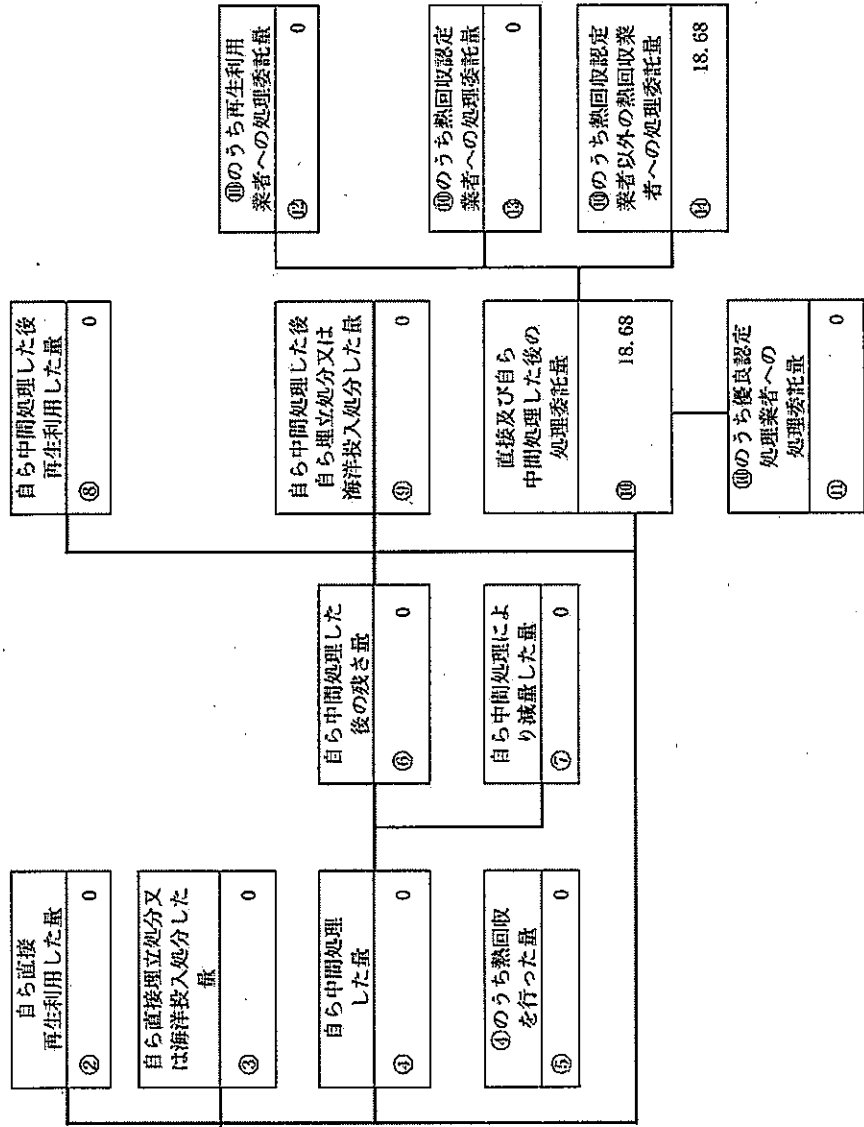 自ら直接
再生利用した量
② 0
自ら直接埋立処分又
は海洋投入処分した
量
③ 0
自ら中間処理
した量
④ 0
④のうち熱回収
を行った量
⑤ 0
自ら中間処理した
後の残さ量
⑥ 0
自ら中間処理によ
り減量した量
⑦ 0
自ら中間処理した後
再生利用した量
⑧ 0
自ら中間処理した後
自ら埋立処分又は
海洋投入処分した量
⑨ 0
直接及び自ら
中間処理した後の
処理委託量
⑩ 18.68
⑩のうち優良認定
処理業者への
処理委託量
⑪ 0
⑩のうち再生利用
業者への処理委託量
⑫ 0
⑩のうち熱回収認定
業者への処理委託量
⑬ 0
⑩のうち熱回収認定
業者以外の熱回収業
者への処理委託量
⑭ 18.68